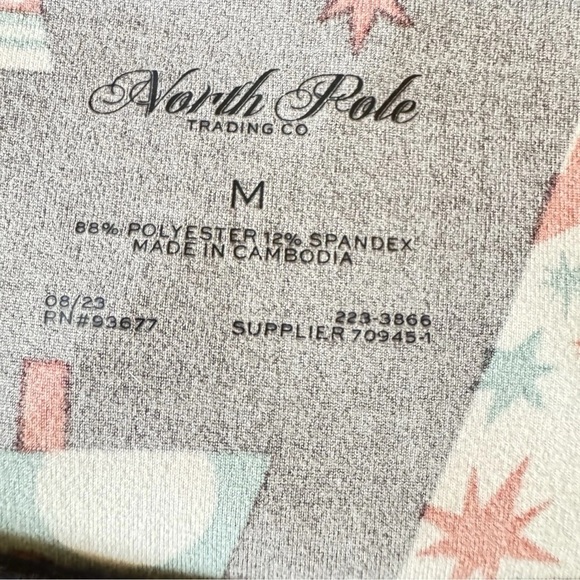 North Pole
TRADING CO.
M
88% POLYESTER 12% SPANDEX
MADE IN CAMBODIA
08/23
223-3866
PN#93677
SUPPLIER 70945-1